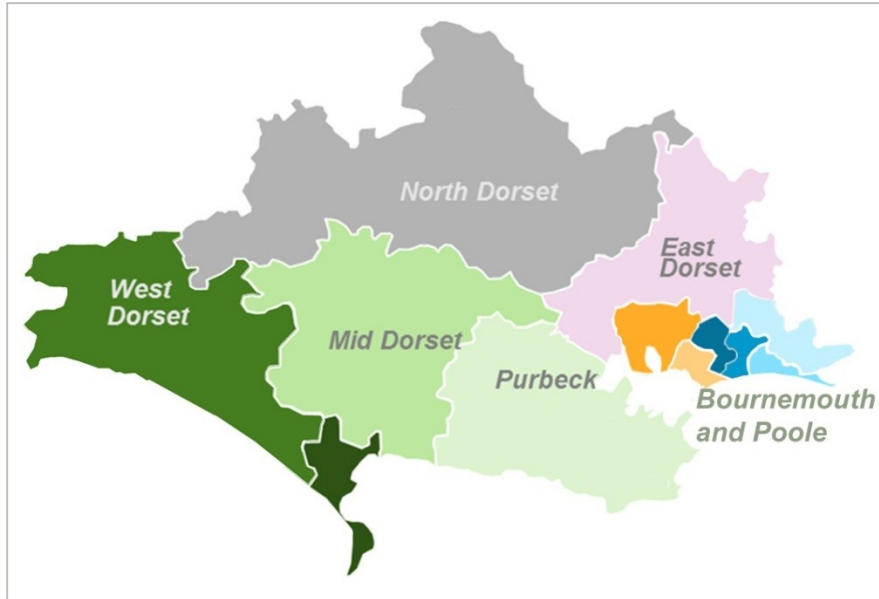 North Dorset
East
Dorset
West
Dorset
Mid Dorset
Purbeck
Bournemouth
and Poole